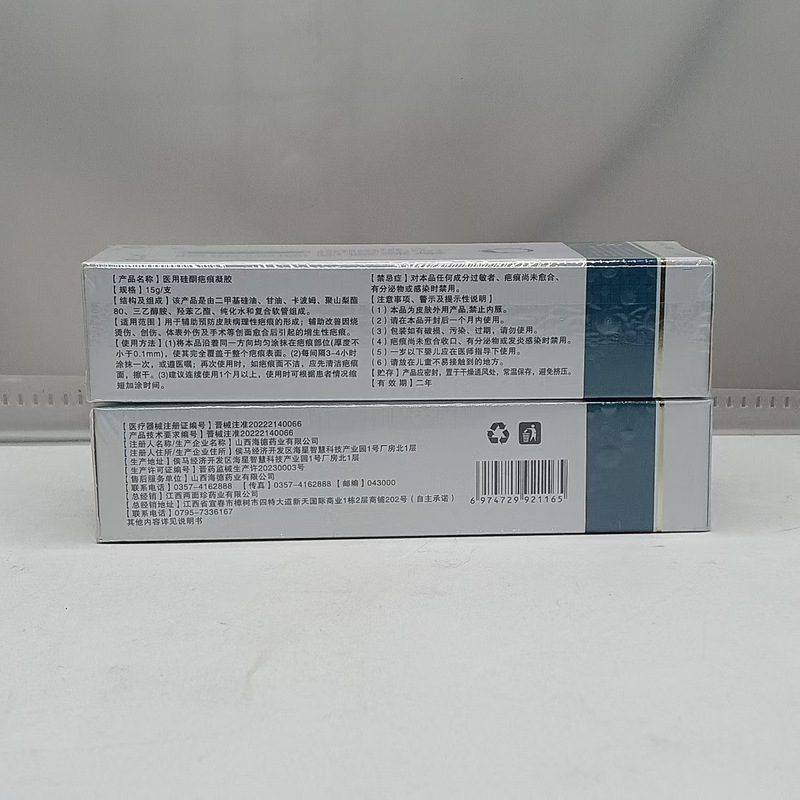 【产品名称】医用硅酮疤痕凝胶
【规格】15g/支
【结构及组成】该产品是由二甲基硅油、甘油、卡波姆、聚山梨酯
80、三乙醇胺、羟苯乙酯、纯化水和复合软管组成。
【适用范围】用于辅助预防皮肤病理性疤痕的形成；辅助改善因烧
烫伤、创伤、体表外伤及手术等创面愈合后引起的增生性疤痕。
【使用方法】(1)将本品沿着同一方向均匀涂抹在疤痕部位(厚度不
小于0.1mm)，使其完全覆盖于整个疤痕表面。(2)每间隔3-4小时
涂抹一次，或遵医嘱；再次使用时，如疤痕面不洁，应先清洁疤痕
面，擦干。(3)建议连续使用1个月以上，使用时可根据患者情况缩
短加涂时间。
【禁忌症】对本品任何成分过敏者、疤痕尚未愈合、
有分泌物或感染时禁用。
【注意事项、警示及提示性说明】
(1)本品为皮肤外用产品,禁止内服。
(2)请在本品开封后一个月内使用。
(3)包装如有破损、污染、过期，请勿使用。
(4)疤痕尚未愈合收口、有分泌物或发炎感染时禁用。
(5)一岁以下婴儿应在医师指导下使用。
(6)请放在儿童不易接触到的地方。
【贮存】产品应密封，置于干燥通风处，常温保存，避免挤压。
【有效期】二年
【医疗器械注册证编号】晋械注准20222140066
【产品技术要求编号】晋械注准20222140066
【注册人名称/生产企业名称】山西海德药业有限公司
【注册人住所/生产企业住所】侯马经济开发区海星智慧科技产业园1号厂房北1层
【生产地址】侯马经济开发区海星智慧科技产业园1号厂房北1层
【生产许可证编号】晋药监械生产许20230003号
【售后服务单位】山西海德药业有限公司
【联系电话】0357-4162888 【传真】0357-4162888【邮编】043000
【总经销】江西两面珍药业有限公司
【总经销地址】江西省宜春市樟树市四特大道新天国际商业1栋2层商铺202号（自主承诺）
【联系电话】0795-7336167
其他内容详见说明书
6 974729 921165